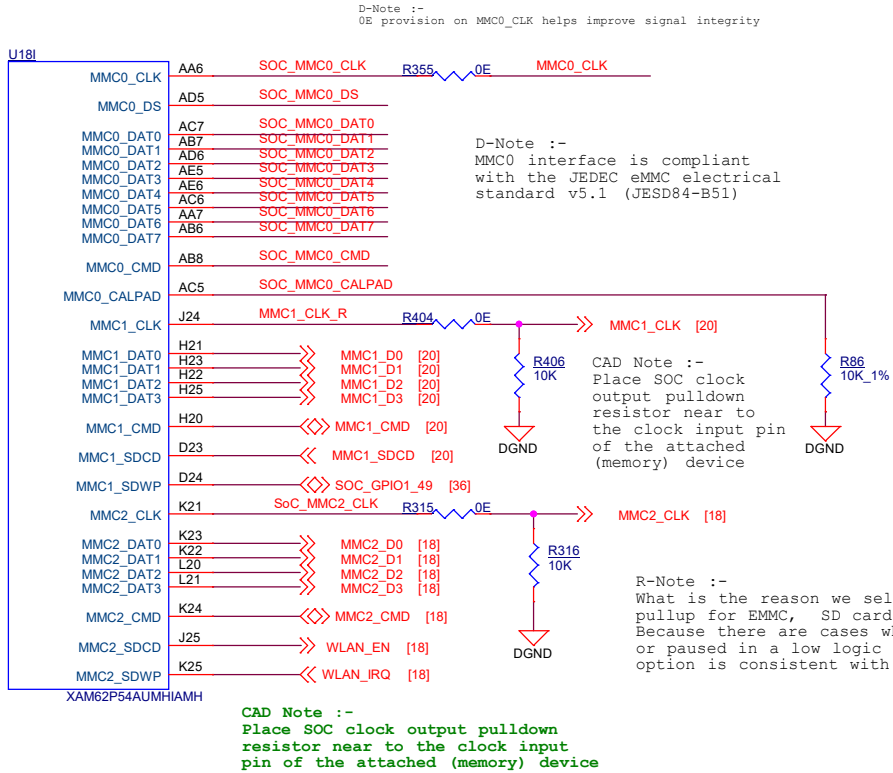 D-Note :-
0E provision on MMC0_CLK helps improve signal integrity
U18I
MMC0_CLK AA6 SOC_MMC0_CLK R355 0E MMC0_CLK
MMC0_DS AD5 SOC_MMC0_DS
MMC0_DAT0 AC7 SOC_MMC0_DAT0
MMC0_DAT1 AB7 SOC_MMC0_DAT1
MMC0_DAT2 AD6 SOC_MMC0_DAT2
MMC0_DAT3 AE5 SOC_MMC0_DAT3
MMC0_DAT4 AE6 SOC_MMC0_DAT4
MMC0_DAT5 AC6 SOC_MMC0_DAT5
MMC0_DAT6 AA7 SOC_MMC0_DAT6
MMC0_DAT7 AB6 SOC_MMC0_DAT7
D-Note :-
MMC0 interface is compliant
with the JEDEC eMMC electrical
standard v5.1 (JESD84-B51)
MMC0_CMD AB8 SOC_MMC0_CMD
MMC0_CALPAD AC5 SOC_MMC0_CALPAD
MMC1_CLK J24 MMC1_CLK_R R404 0E MMC1_CLK [20]
MMC1_DAT0 H21 MMC1_D0 [20]
MMC1_DAT1 H23 MMC1_D1 [20]
MMC1_DAT2 H22 MMC1_D2 [20]
MMC1_DAT3 H25 MMC1_D3 [20]
R406
10K
DGND
CAD Note :-
Place SOC clock
output pulldown
resistor near to
the clock input pin
of the attached
(memory) device
R86
10K_1%
DGND
MMC1_CMD H20 MMC1_CMD [20]
MMC1_SDCD D23 MMC1_SDCD [20]
MMC1_SDWP D24 SOC_GPIO1_49 [36]
MMC2_CLK K21 SoC_MMC2_CLK R315 0E MMC2_CLK [18]
MMC2_DAT0 K23 MMC2_D0 [18]
MMC2_DAT1 K22 MMC2_D1 [18]
MMC2_DAT2 L20 MMC2_D2 [18]
MMC2_DAT3 L21 MMC2_D3 [18]
R316
10K
DGND
MMC2_CMD K24 MMC2_CMD [18]
MMC2_SDCD J25 WLAN_EN [18]
MMC2_SDWP K25 WLAN_IRQ [18]
R-Note :-
What is the reason we sel
pullup for EMMC, SD card
Because there are cases w
or paused in a low logic
option is consistent with
XAM62P54AUMHIAMH
CAD Note :-
Place SOC clock output pulldown
resistor near to the clock input
pin of the attached (memory) device